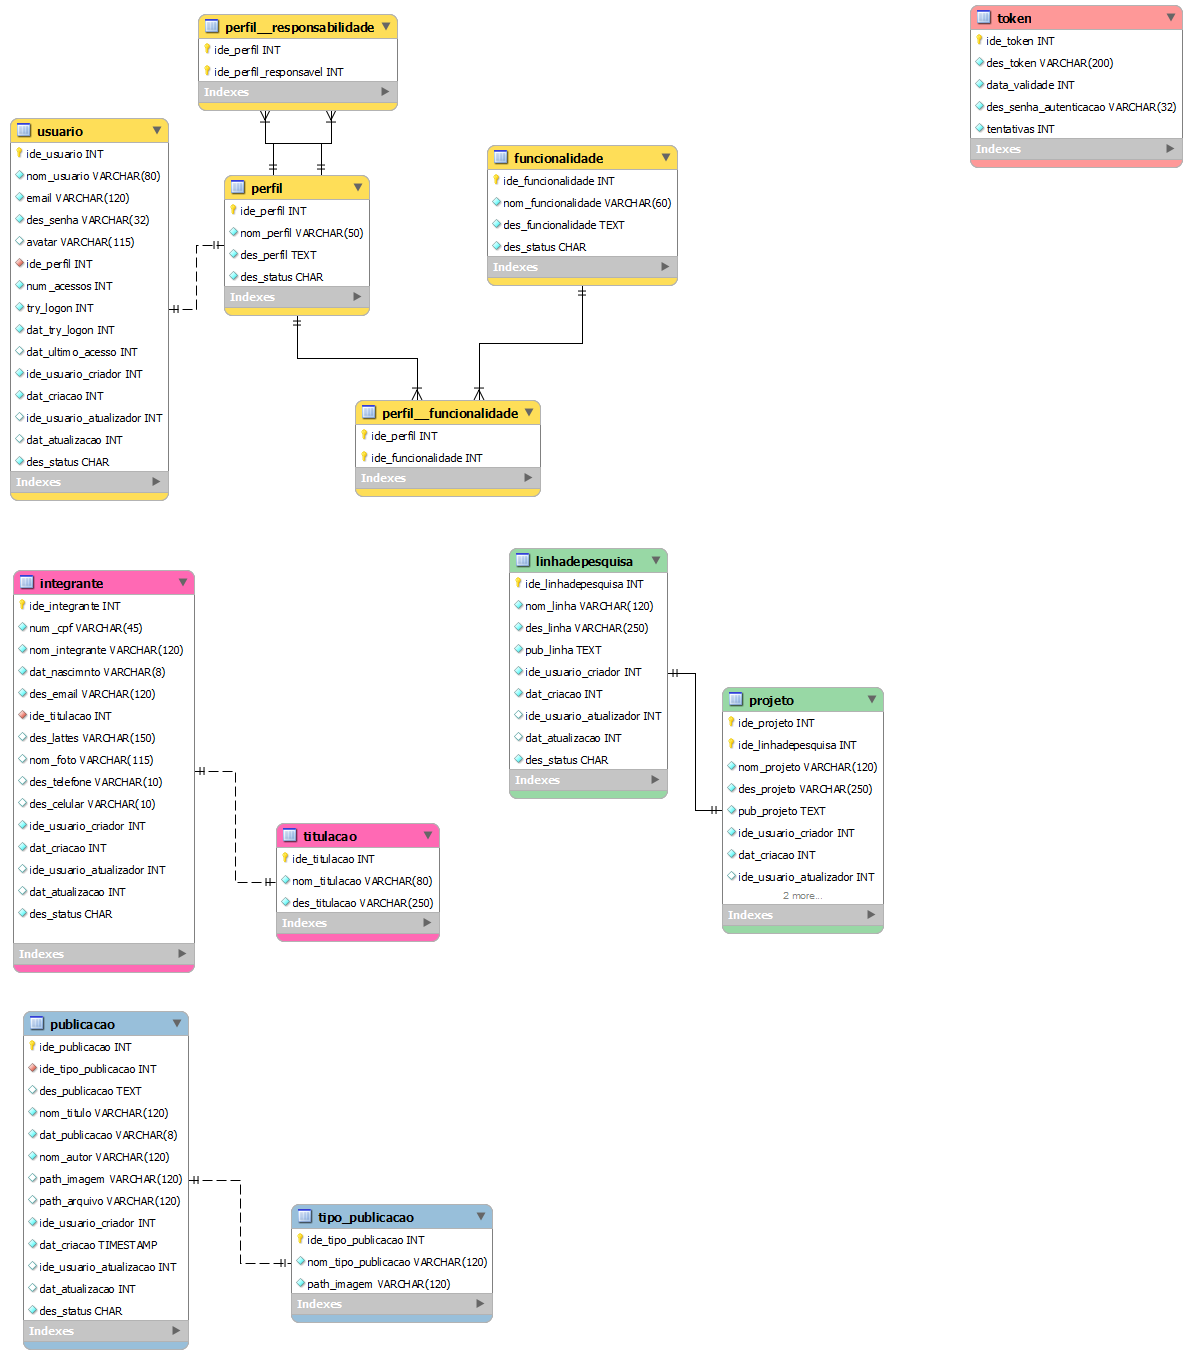 perfil__responsabilidade
ide_perfil INT
ide_perfil_responsavel INT
Indexes
token
ide_token INT
des_token VARCHAR(200)
data_validade INT
des_senha_autenticacao VARCHAR(32)
tentativas INT
Indexes
usuario
ide_usuario INT
nom_usuario VARCHAR(80)
email VARCHAR(120)
des_senha VARCHAR(32)
avatar VARCHAR(115)
ide_perfil INT
num_acessos INT
try_logon INT
dat_try_logon INT
dat_ultimo_acesso INT
ide_usuario_criador INT
dat_criacao INT
ide_usuario_atualizador INT
dat_atualizacao INT
des_status CHAR
Indexes
perfil
ide_perfil INT
nom_perfil VARCHAR(50)
des_perfil TEXT
des_status CHAR
Indexes
funcionalidade
ide_funcionalidade INT
nom_funcionalidade VARCHAR(60)
des_funcionalidade TEXT
des_status CHAR
Indexes
perfil__funcionalidade
ide_perfil INT
ide_funcionalidade INT
Indexes
integrante
ide_integrante INT
num_cpf VARCHAR(45)
nom_integrante VARCHAR(120)
dat_nascimnto VARCHAR(8)
des_email VARCHAR(120)
ide_titulacao INT
des_lattes VARCHAR(150)
nom_foto VARCHAR(115)
des_telefone VARCHAR(10)
des_celular VARCHAR(10)
ide_usuario_criador INT
dat_criacao INT
ide_usuario_atualizador INT
dat_atualizacao INT
des_status CHAR
Indexes
titulacao
ide_titulacao INT
nom_titulacao VARCHAR(80)
des_titulacao VARCHAR(250)
Indexes
linhadepesquisa
ide_linhadepesquisa INT
nom_linha VARCHAR(120)
des_linha VARCHAR(250)
pub_linha TEXT
ide_usuario_criador INT
dat_criacao INT
ide_usuario_atualizador INT
dat_atualizacao INT
des_status CHAR
Indexes
projeto
ide_projeto INT
ide_linhadepesquisa INT
nom_projeto VARCHAR(120)
des_projeto VARCHAR(250)
pub_projeto TEXT
ide_usuario_criador INT
dat_criacao INT
ide_usuario_atualizador INT
2 more...
Indexes
publicacao
ide_publicacao INT
ide_tipo_publicacao INT
des_publicacao TEXT
nom_titulo VARCHAR(120)
dat_publicacao VARCHAR(8)
nom_autor VARCHAR(120)
path_imagem VARCHAR(120)
path_arquivo VARCHAR(120)
ide_usuario_criador INT
dat_criacao TIMESTAMP
ide_usuario_atualizacao INT
dat_atualizacao INT
des_status CHAR
Indexes
tipo_publicacao
ide_tipo_publicacao INT
nom_tipo_publicacao VARCHAR(120)
path_imagem VARCHAR(120)
Indexes